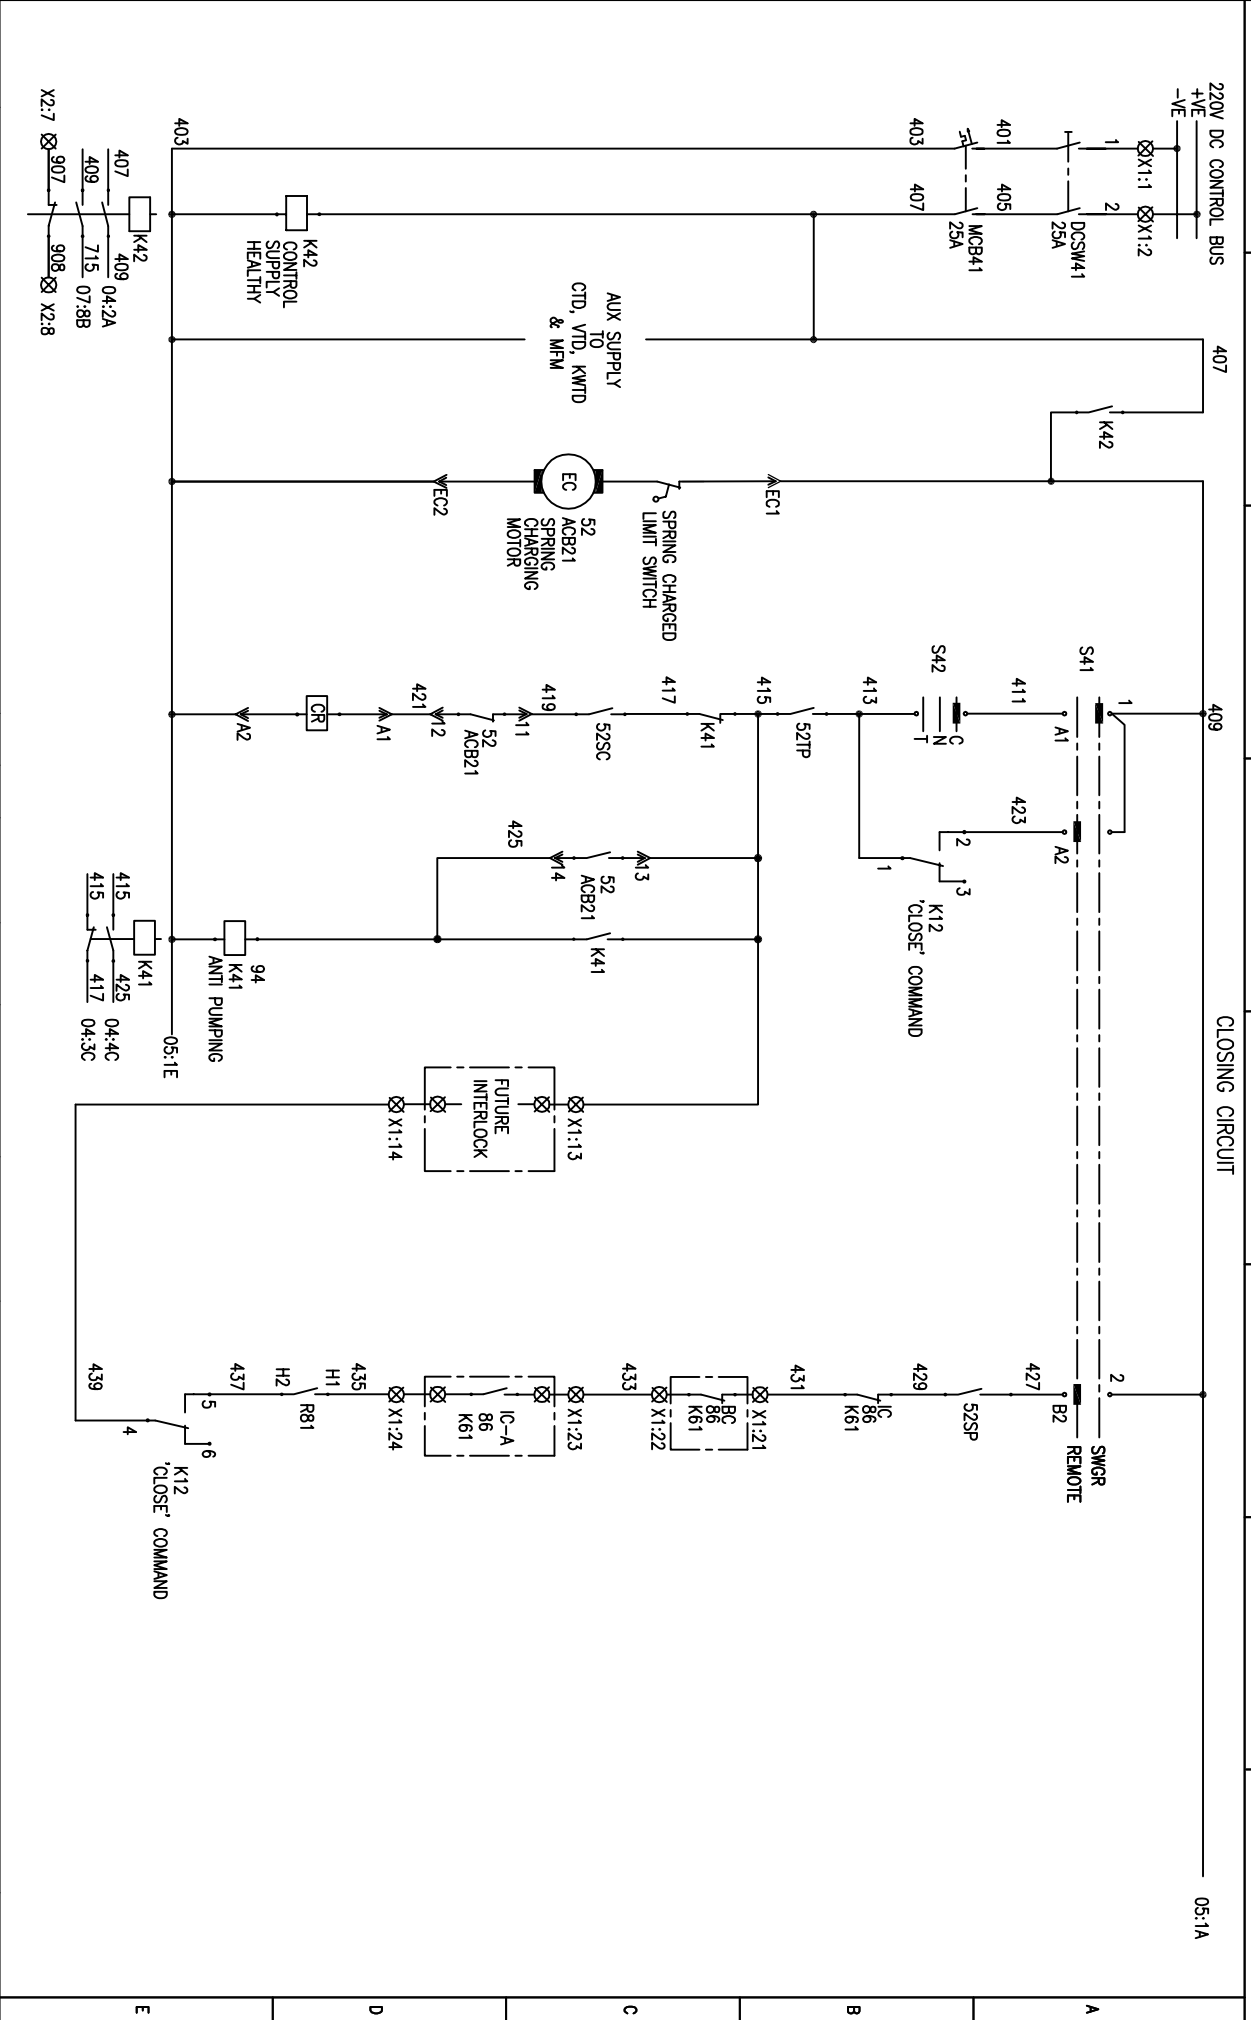 CLOSING CIRCUIT
220V DC CONTROL BUS
+VE
-VE
1
X1:1
2
X1:2
DCSW41
25A
401
405
MCB41
25A
403
407
403
K42
CONTROL
SUPPLY
HEALTHY
K42
407
409
04:2A
409
715
07:8B
X2:7
907
908
X2:8
AUX SUPPLY
TO
CTD, VTD, KWTD
& MFM
407
K42
EC1
SPRING CHARGED
LIMIT SWITCH
EC
52
ACB21
SPRING
CHARGING
MOTOR
EC2
409
S41
1
A1
411
S42
C
N
T
413
52TP
415
K41
417
52SC
419
11
52
ACB21
12
421
A1
CR
A2
A2
423
2
3
1
K12
'CLOSE' COMMAND
13
52
ACB21
14
425
K41
94
K41
ANTI PUMPING
05:1E
K41
415
425
04:4C
415
417
04:3C
X1:13
FUTURE
INTERLOCK
X1:14
2
SWGR
REMOTE
B2
427
52SP
429
IC
86
K61
431
X1:21
BC
86
K61
X1:22
433
X1:23
IC-A
86
K61
X1:24
435
H1
R81
H2
437
5
6
4
K12
'CLOSE' COMMAND
439
05:1A
A
B
C
D
E